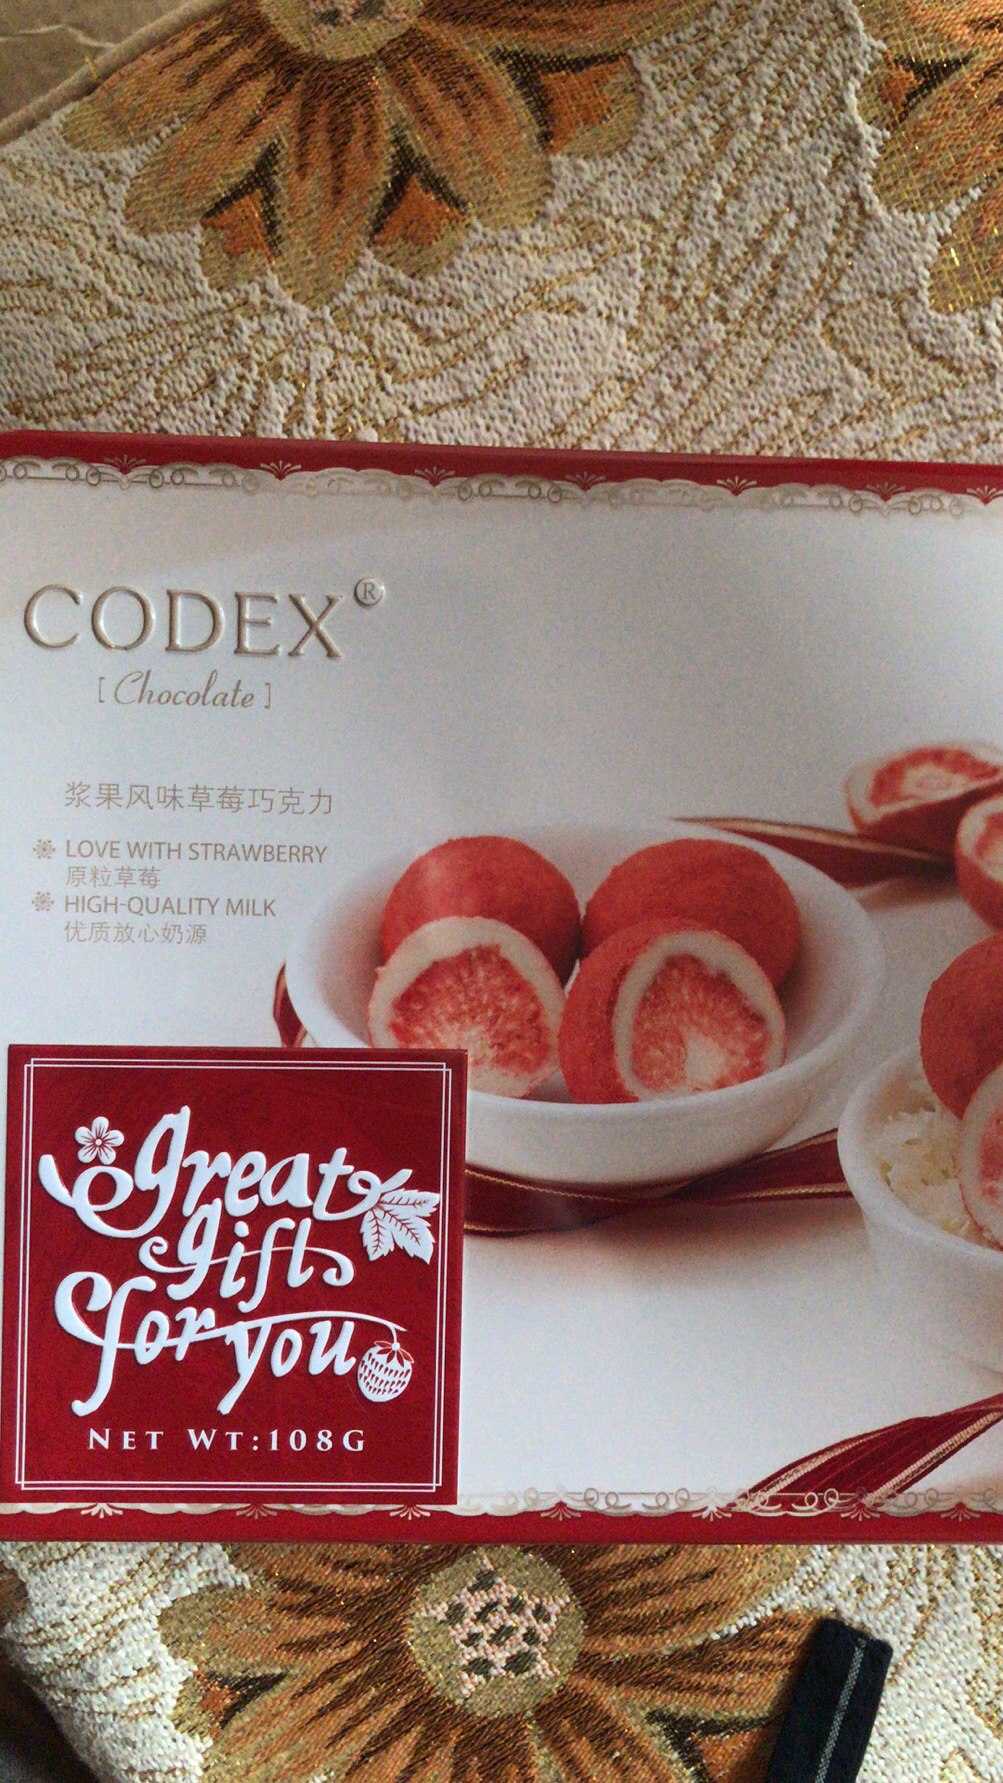 CODEX®
[Chocolate]
浆果风味草莓巧克力
LOVE WITH STRAWBERRY
原粒草莓
HIGH-QUALITY MILK
优质放心奶源
great
gifts
for you
NET WT:108G